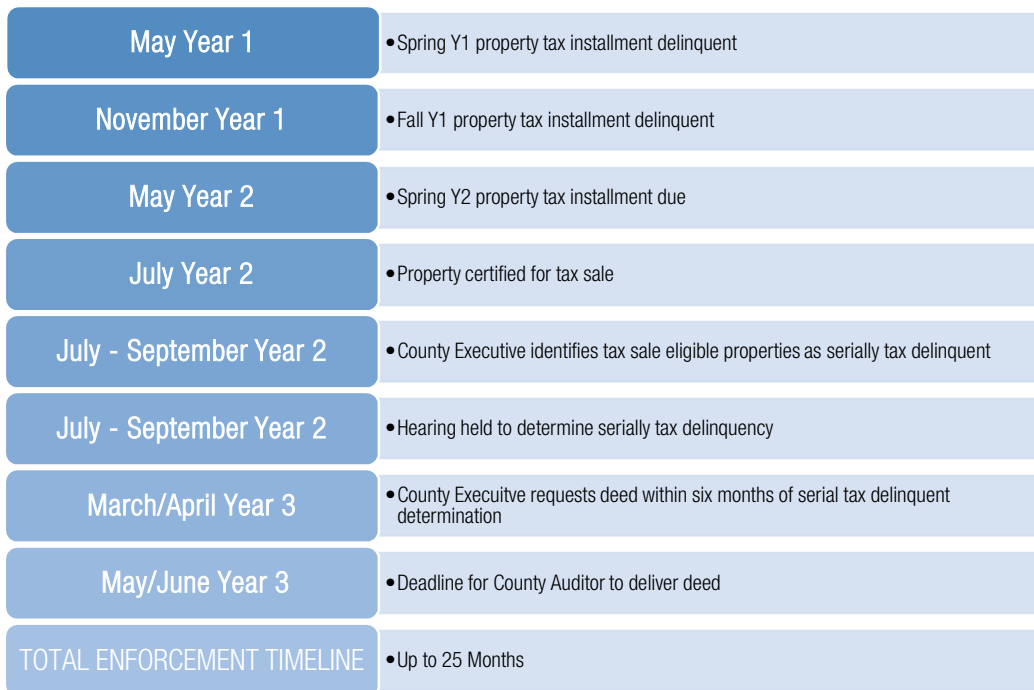 May Year 1
•Spring Y1 property tax installment delinquent
November Year 1
•Fall Y1 property tax installment delinquent
May Year 2
•Spring Y2 property tax installment due
July Year 2
•Property certified for tax sale
July - September Year 2
•County Executive identifies tax sale eligible properties as serially tax delinquent
July - September Year 2
•Hearing held to determine serially tax delinquency
March/April Year 3
•County Execuitve requests deed within six months of serial tax delinquent
determination
May/June Year 3
•Deadline for County Auditor to deliver deed
TOTAL ENFORCEMENT TIMELINE
•Up to 25 Months